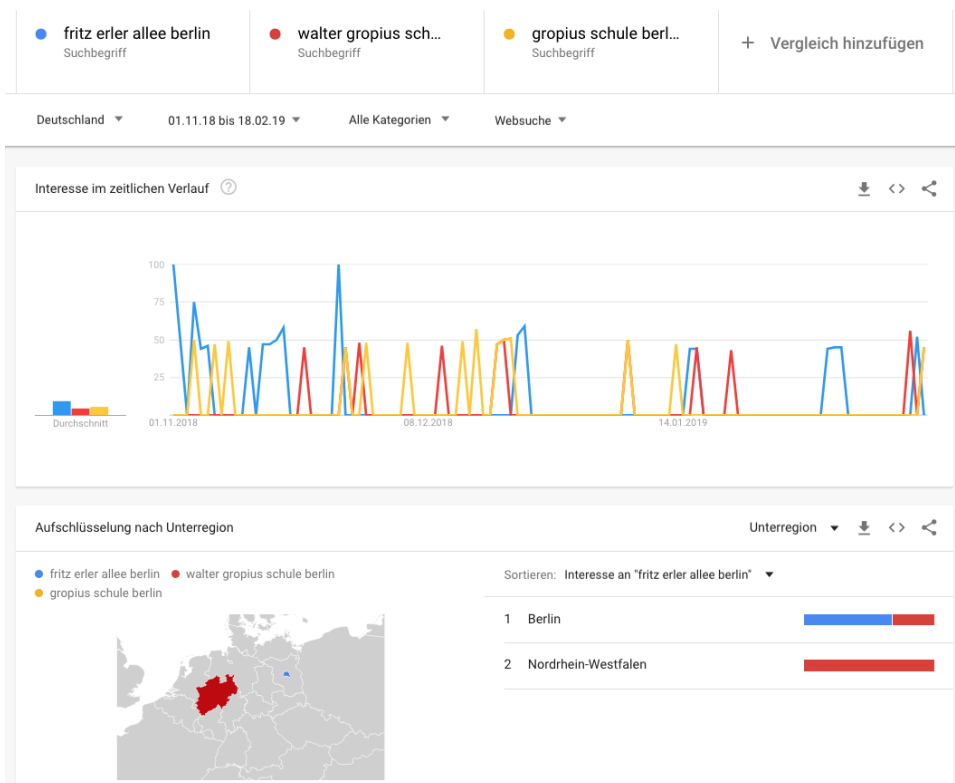 fritz erler allee berlin
Suchbegriff
walter gropius sch...
Suchbegriff
gropius schule berl...
Suchbegriff
+ Vergleich hinzufügen
Deutschland
01.11.18 bis 18.02.19
Alle Kategorien
Websuche
Interesse im zeitlichen Verlauf ?
100
75
50
25
Durchschnitt
01.11.2018
08.12.2018
14.01.2019
Aufschlüsselung nach Unterregion
Unterregion
fritz erler allee berlin
walter gropius schule berlin
gropius schule berlin
Sortieren: Interesse an "fritz erler allee berlin"
1 Berlin
2 Nordrhein-Westfalen